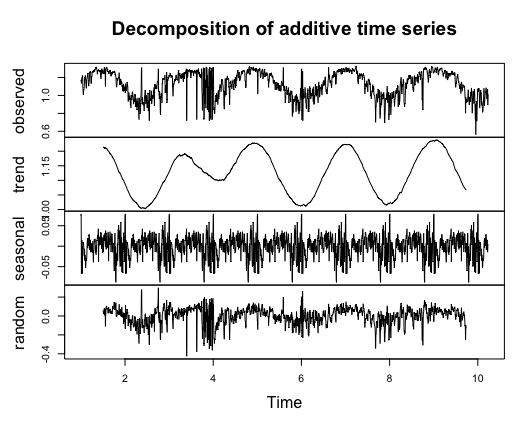 Decomposition of additive time series
observed
0.6 1.0
trend
1.00 1.15
seasonal
-0.05 0.05
random
-0.4 0.0
2 4 6 8 10
Time